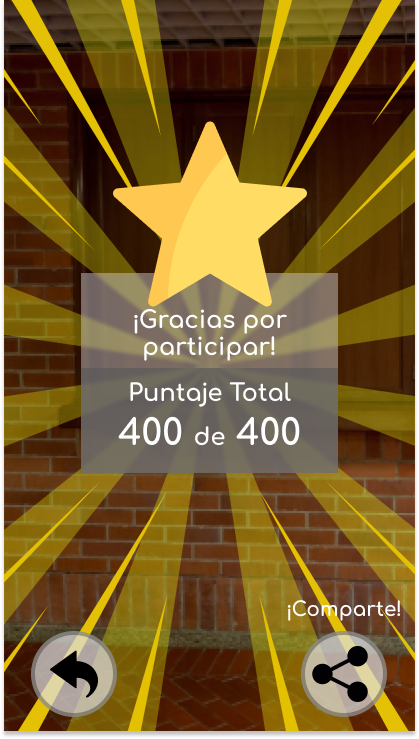 ¡Gracias por
participar!
Puntaje Total
400 de 400
¡Comparte!